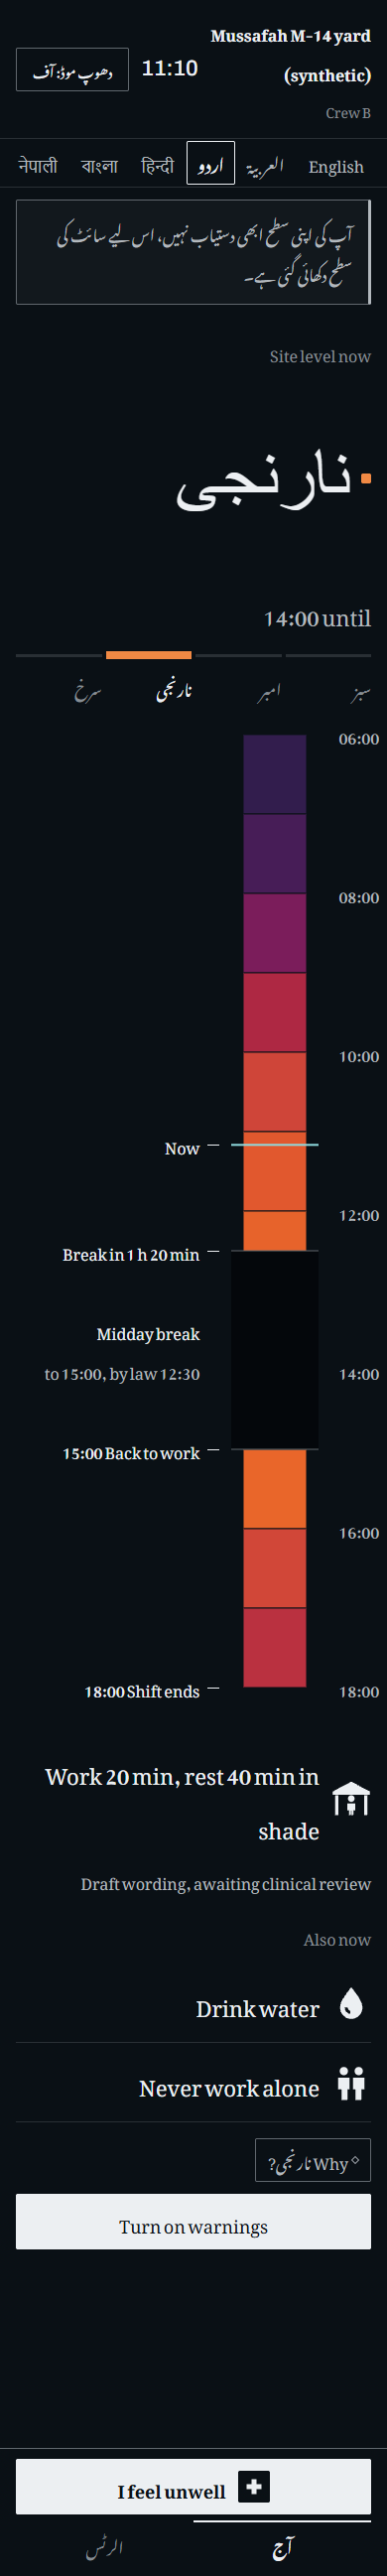 Mussafah M-14 yard
(synthetic)
Crew B
11:10
دھوپ موڈ: آف
English
العربية
اردو
हिन्दी
বাংলা
नेपाली
آپ کی اپنی سطح ابھی دستیاب نہیں، اس لیے سائٹ کی
سطح دکھائی گئی ہے۔
Site level now
نارنجی
14:00 until
سبز
امبر
نارنجی
سرخ
06:00
08:00
10:00
Now
12:00
Break in 1 h 20 min
Midday break
to 15:00, by law 12:30
14:00
15:00 Back to work
16:00
18:00 Shift ends
18:00
Work 20 min, rest 40 min in
shade
Draft wording, awaiting clinical review
Also now
Drink water
Never work alone
Why نارنجی?
Turn on warnings
I feel unwell
آج
الرٹس